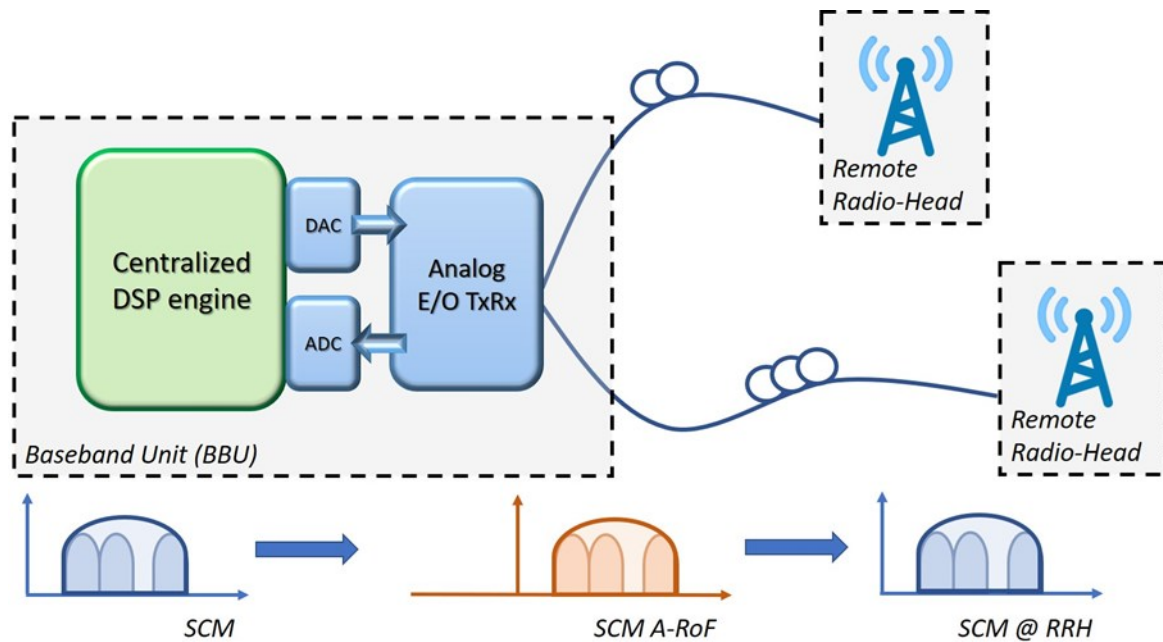 Remote
Radio-Head
Centralized
DSP engine
DAC
ADC
Analog
E/O TxRx
Remote
Radio-Head
Baseband Unit (BBU)
SCM
SCM A-RoF
SCM @ RRH